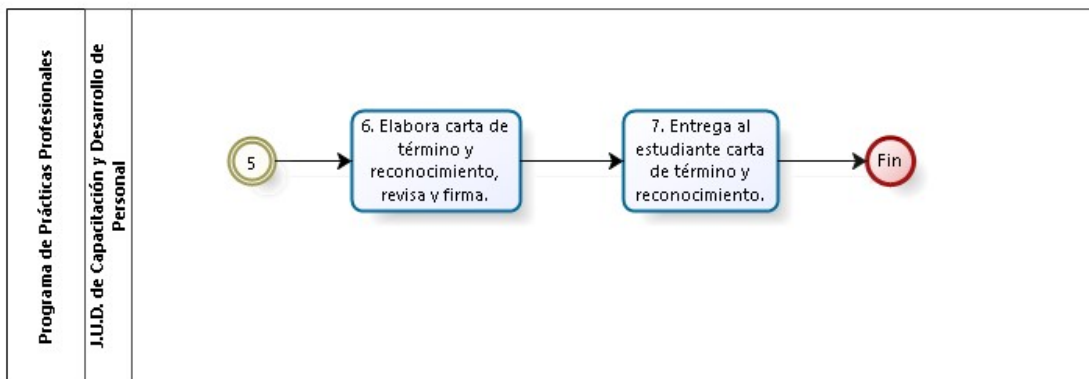 Programa de Prácticas Profesionales
J.U.D. de Capacitación y Desarrollo de
Personal
5
6. Elabora carta de
término y
reconocimiento,
revisa y firma.
7. Entrega al
estudiante carta
de término y
reconocimiento.
Fin